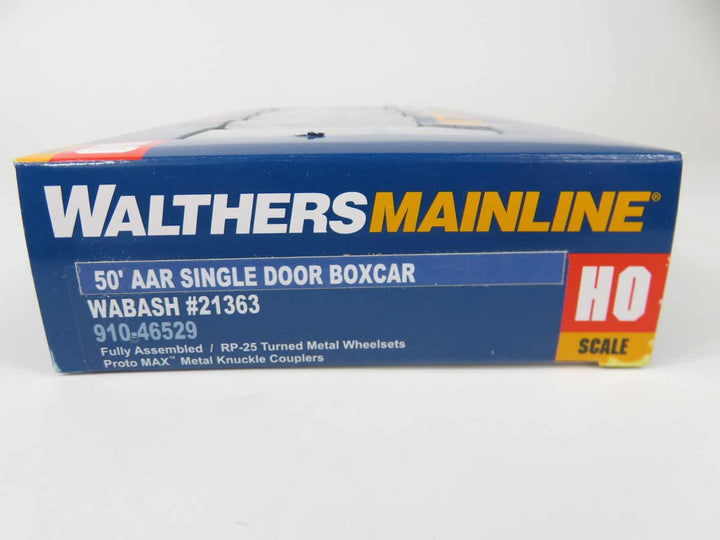 WALTHERSMAINLINE®
50' AAR SINGLE DOOR BOXCAR
WABASH #21363
910-46529
Fully Assembled / RP-25 Turned Metal Wheelsets
Proto MAX™ Metal Knuckle Couplers
HO
SCALE